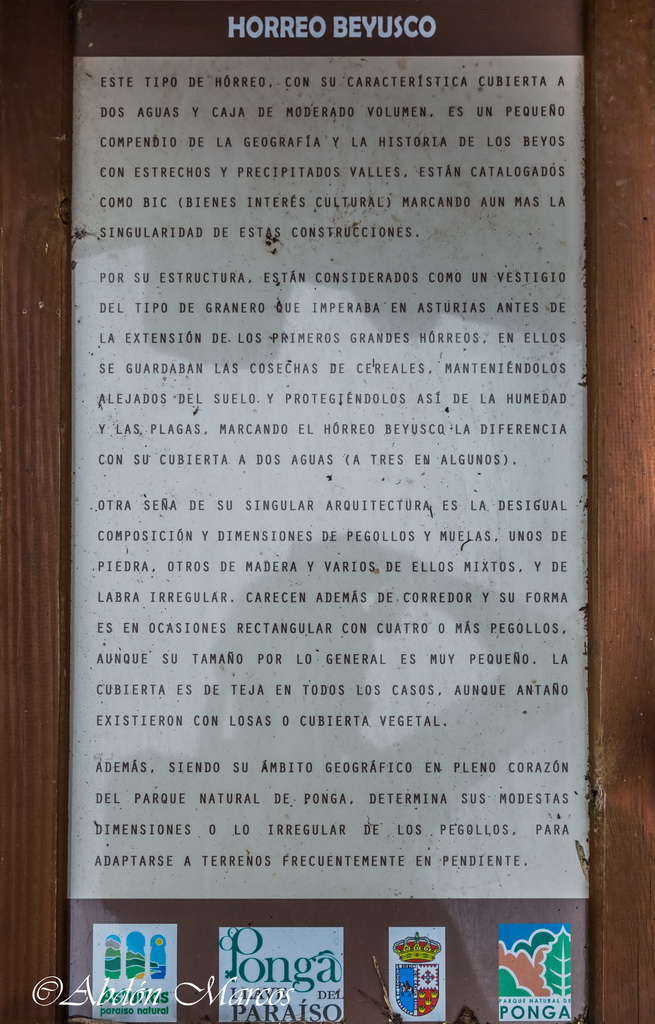 HORREO BEYUSCO
ESTE TIPO DE HÓRREO, CON SU CARACTERÍSTICA CUBIERTA A
DOS AGUAS Y CAJA DE MODERADO VOLUMEN, ES UN PEQUEÑO
COMPENDIO DE LA GEOGRAFÍA Y LA HISTORIA DE LOS BEYOS
CON ESTRECHOS Y PRECIPITADOS VALLES, ESTÁN CATALOGADOS
COMO BIC (BIENES INTERÉS CULTURAL) MARCANDO AUN MAS LA
SINGULARIDAD DE ESTAS CONSTRUCCIONES.
POR SU ESTRUCTURA, ESTÁN CONSIDERADOS COMO UN VESTIGIO
DEL TIPO DE GRANERO QUE IMPERABA EN ASTURIAS ANTES DE
LA EXTENSIÓN DE LOS PRIMEROS GRANDES HÓRREOS, EN ELLOS
SE GUARDABAN LAS COSECHAS DE CEREALES, MANTENIÉNDOLOS
ALEJADOS DEL SUELO Y PROTEGIÉNDOLOS ASÍ DE LA HUMEDAD
Y LAS PLAGAS, MARCANDO EL HÓRREO BEYUSCO LA DIFERENCIA
CON SU CUBIERTA A DOS AGUAS (A TRES EN ALGUNOS).
OTRA SEÑA DE SU SINGULAR ARQUITECTURA ES LA DESIGUAL
COMPOSICIÓN Y DIMENSIONES DE PEGOLLOS Y MUELAS, UNOS DE
PIEDRA, OTROS DE MADERA Y VARIOS DE ELLOS MIXTOS, Y DE
LABRA IRREGULAR. CARECEN ADEMÁS DE CORREDOR Y SU FORMA
ES EN OCASIONES RECTANGULAR CON CUATRO O MÁS PEGOLLOS,
AUNQUE SU TAMAÑO POR LO GENERAL ES MUY PEQUEÑO. LA
CUBIERTA ES DE TEJA EN TODOS LOS CASOS, AUNQUE ANTAÑO
EXISTIERON CON LOSAS O CUBIERTA VEGETAL.
ADEMÁS, SIENDO SU ÁMBITO GEOGRÁFICO EN PLENO CORAZÓN
DEL PARQUE NATURAL DE PONGA, DETERMINA SUS MODESTAS
DIMENSIONES O LO IRREGULAR DE LOS PEGOLLOS, PARA
ADAPTARSE A TERRENOS FRECUENTEMENTE EN PENDIENTE.
paraíso natural
Ponga
DEL
PARAÍSO
PARQUE NATURAL DE
PONGA
© Abdón Marcos